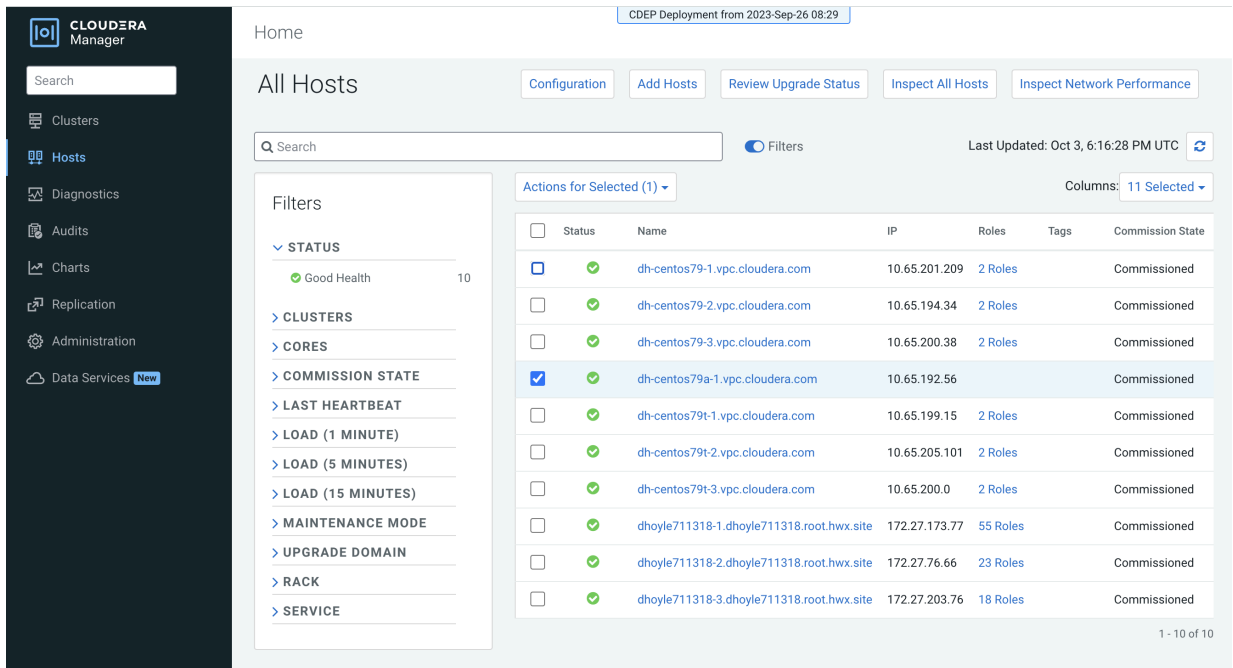 CLOUDERA
Manager
CDEP Deployment from 2023-Sep-26 08:29
Home
Search
Clusters
Hosts
Diagnostics
Audits
Charts
Replication
Administration
Data Services New
All Hosts
Configuration
Add Hosts
Review Upgrade Status
Inspect All Hosts
Inspect Network Performance
Search
Filters
Last Updated: Oct 3, 6:16:28 PM UTC
Filters
STATUS
Good Health 10
CLUSTERS
CORES
COMMISSION STATE
LAST HEARTBEAT
LOAD (1 MINUTE)
LOAD (5 MINUTES)
LOAD (15 MINUTES)
MAINTENANCE MODE
UPGRADE DOMAIN
RACK
SERVICE
Actions for Selected (1)
Columns: 11 Selected
Status Name IP Roles Tags Commission State
dh-centos79-1.vpc.cloudera.com 10.65.201.209 2 Roles Commissioned
dh-centos79-2.vpc.cloudera.com 10.65.194.34 2 Roles Commissioned
dh-centos79-3.vpc.cloudera.com 10.65.200.38 2 Roles Commissioned
dh-centos79a-1.vpc.cloudera.com 10.65.192.56 Commissioned
dh-centos79t-1.vpc.cloudera.com 10.65.199.15 2 Roles Commissioned
dh-centos79t-2.vpc.cloudera.com 10.65.205.101 2 Roles Commissioned
dh-centos79t-3.vpc.cloudera.com 10.65.200.0 2 Roles Commissioned
dhoyle711318-1.dhoyle711318.root.hwx.site 172.27.173.77 55 Roles Commissioned
dhoyle711318-2.dhoyle711318.root.hwx.site 172.27.76.66 23 Roles Commissioned
dhoyle711318-3.dhoyle711318.root.hwx.site 172.27.203.76 18 Roles Commissioned
1 - 10 of 10